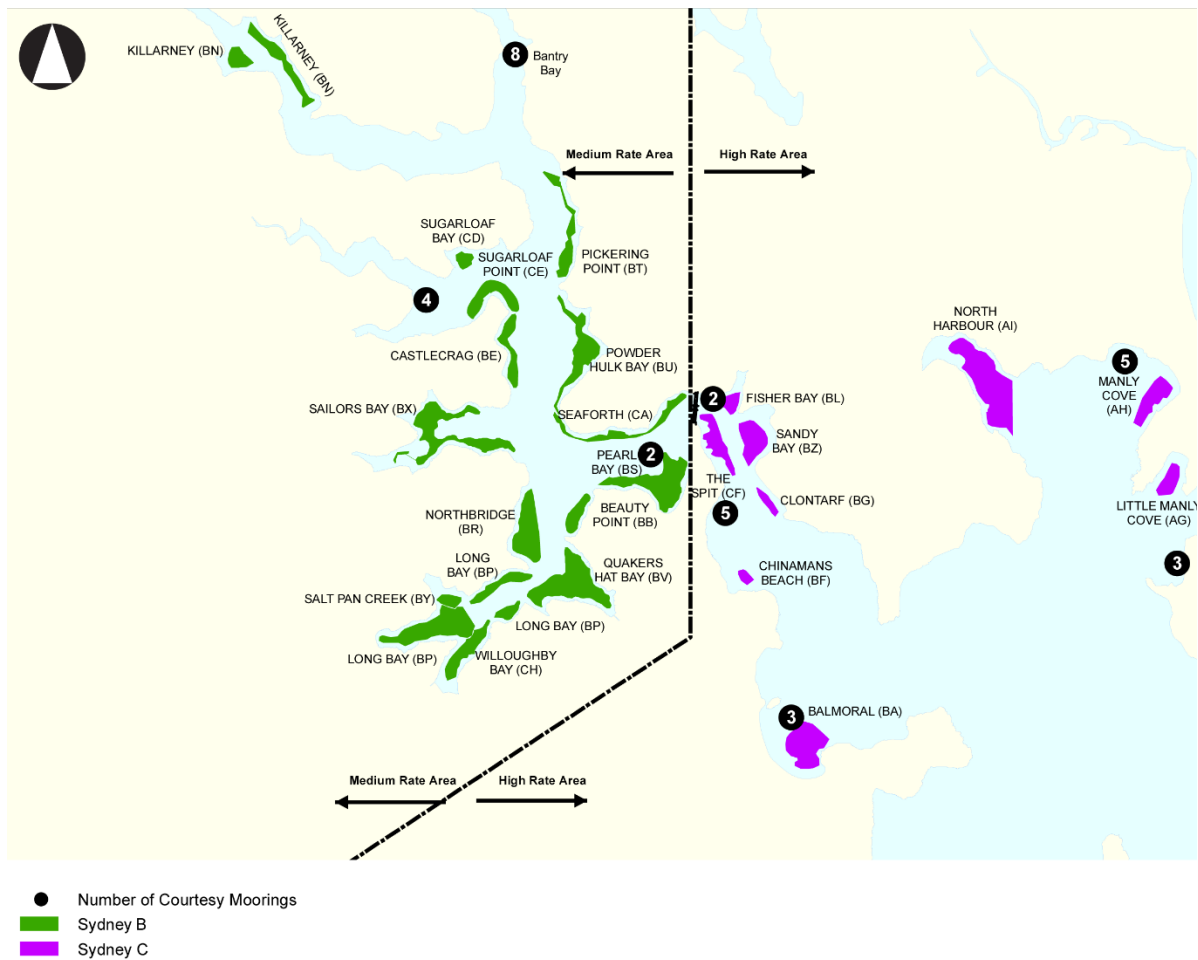 KILLARNEY (BN)
KILLARNEY (BN)
8
Bantry
Bay
Medium Rate Area
High Rate Area
SUGARLOAF
BAY (CD)
SUGARLOAF
POINT (CE)
PICKERING
POINT (BT)
4
CASTLECRAG (BE)
POWDER
HULK BAY (BU)
NORTH
HARBOUR (AI)
5
MANLY
COVE
(AH)
SAILORS BAY (BX)
SEAFORTH (CA)
2
FISHER BAY (BL)
SANDY
BAY (BZ)
PEARL
BAY (BS)
2
THE
SPIT (CF)
5
CLONTARF (BG)
LITTLE MANLY
COVE (AG)
3
NORTHBRIDGE
(BR)
BEAUTY
POINT (BB)
LONG
BAY (BP)
QUAKERS
HAT BAY (BV)
CHINAMANS
BEACH (BF)
SALT PAN CREEK (BY)
LONG BAY (BP)
LONG BAY (BP)
WILLOUGHBY
BAY (CH)
3
BALMORAL (BA)
Medium Rate Area
High Rate Area
Number of Courtesy Moorings
Sydney B
Sydney C